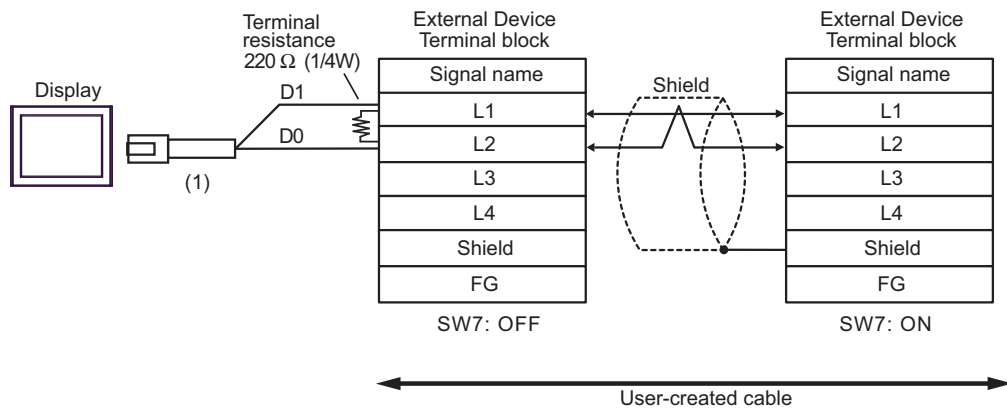 Terminal
resistance
220 Ω (1/4W)
External Device
Terminal block
External Device
Terminal block
Display
D1
D0
(1)
Signal name
L1
L2
L3
L4
Shield
FG
SW7: OFF
Shield
Signal name
L1
L2
L3
L4
Shield
FG
SW7: ON
User-created cable